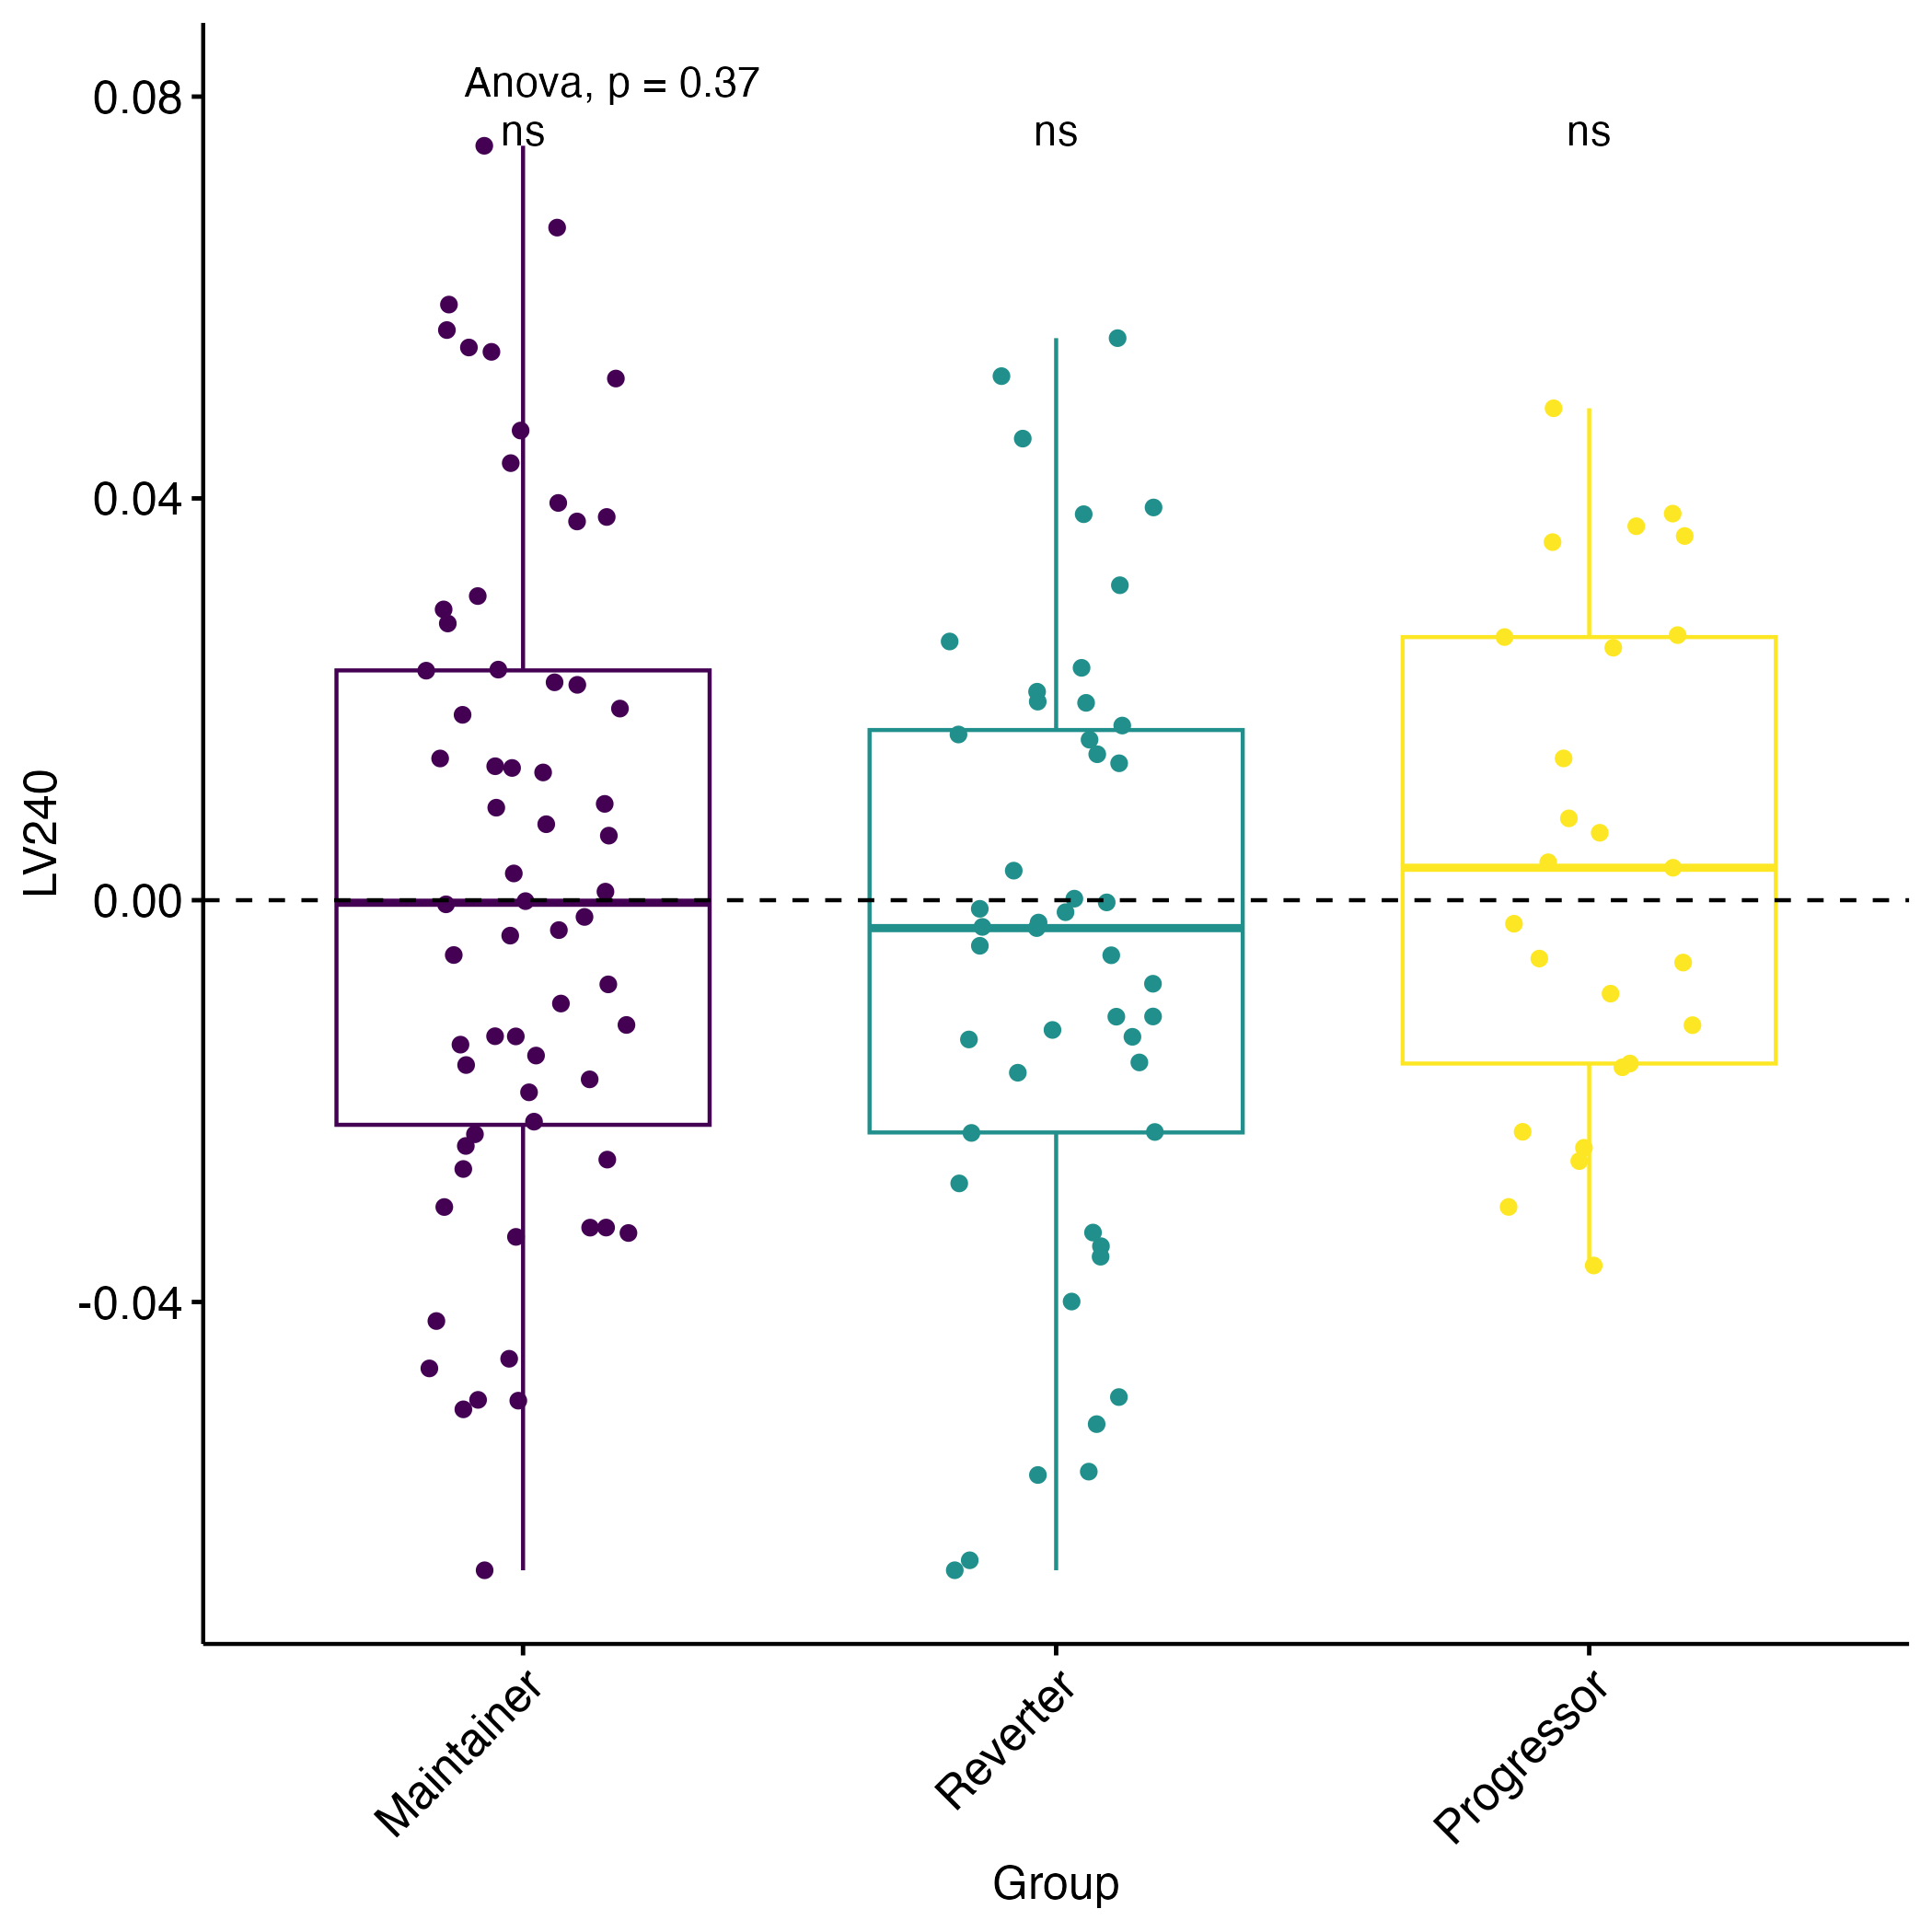 Anova, p = 0.37
ns ns ns
0.08
0.04
0.00
-0.04
LV240
Maintainer
Reverter
Progressor
Group